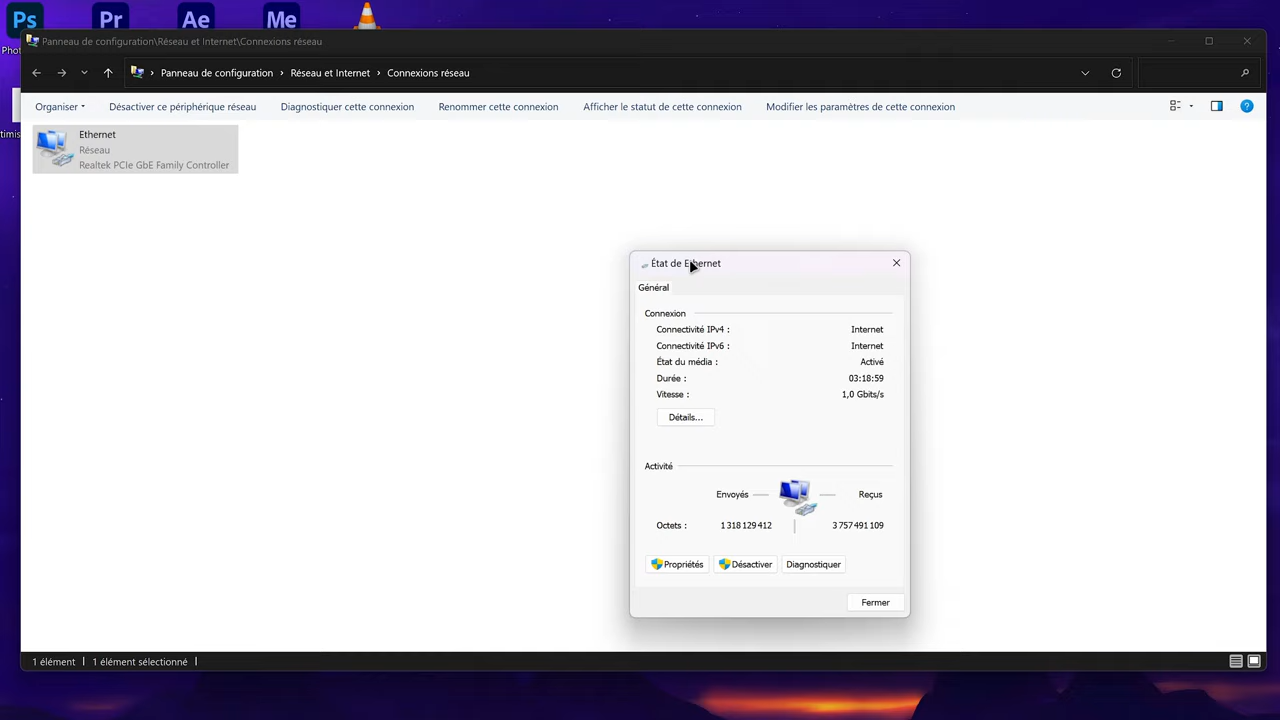 Ps
Pr
Ae
Me
Panneau de configuration\Réseau et Internet\Connexions réseau
Panneau de configuration
Réseau et Internet
Connexions réseau
Organiser
Désactiver ce périphérique réseau
Diagnostiquer cette connexion
Renommer cette connexion
Afficher le statut de cette connexion
Modifier les paramètres de cette connexion
Ethernet
Réseau
Realtek PCIe GbE Family Controller
État de Ethernet
Général
Connexion
Connectivité IPv4 : Internet
Connectivité IPv6 : Internet
État du média : Activé
Durée : 03:18:59
Vitesse : 1,0 Gbits/s
Détails...
Activité
Envoyés
Reçus
Octets : 1 318 129 412 3 757 491 109
Propriétés
Désactiver
Diagnostiquer
Fermer
1 élément
1 élément sélectionné